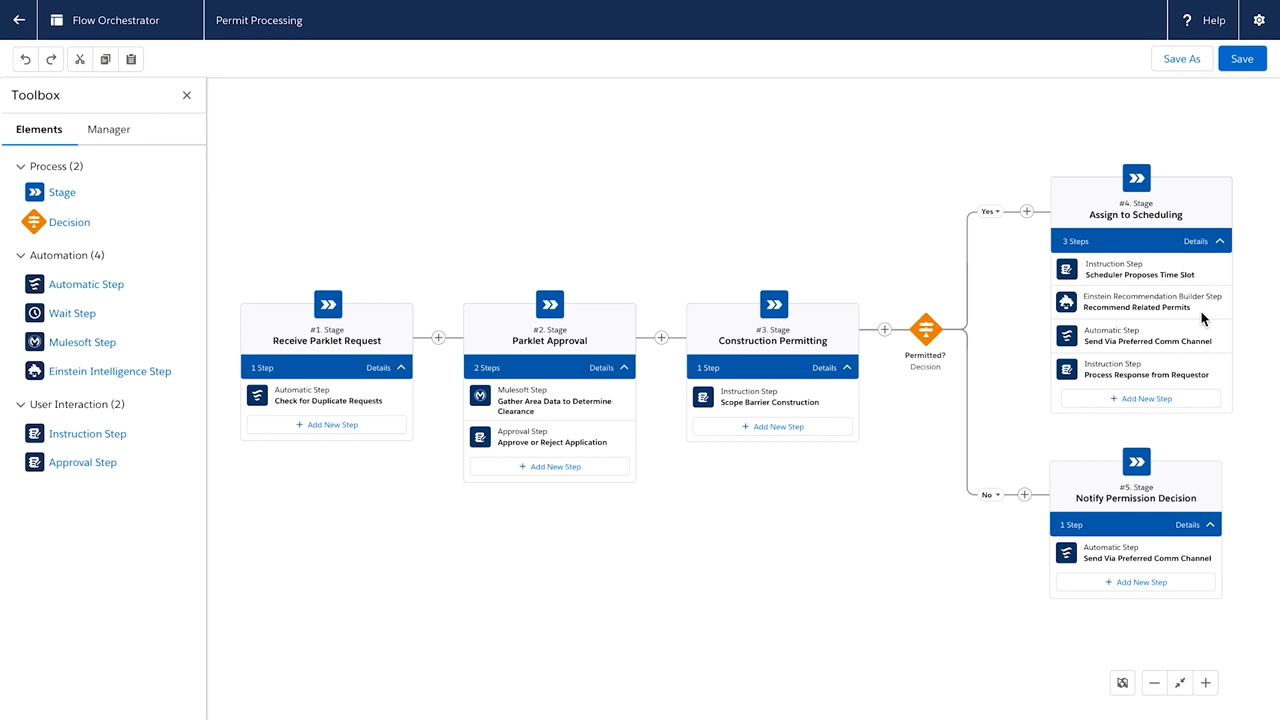 Flow Orchestrator
Permit Processing
? Help
Save As
Save
Toolbox
Elements
Manager
Process (2)
Stage
Decision
Automation (4)
Automatic Step
Wait Step
Mulesoft Step
Einstein Intelligence Step
User Interaction (2)
Instruction Step
Approval Step
#1. Stage
Receive Parklet Request
1 Step
Details
Automatic Step
Check for Duplicate Requests
+ Add New Step
#2. Stage
Parklet Approval
2 Steps
Details
Mulesoft Step
Gather Area Data to Determine
Clearance
Approval Step
Approve or Reject Application
+ Add New Step
#3. Stage
Construction Permitting
1 Step
Details
Instruction Step
Scope Barrier Construction
+ Add New Step
Permitted?
Decision
Yes
#4. Stage
Assign to Scheduling
3 Steps
Details
Instruction Step
Scheduler Proposes Time Slot
Einstein Recommendation Builder Step
Recommend Related Permits
Automatic Step
Send Via Preferred Comm Channel
Instruction Step
Process Response from Requestor
+ Add New Step
No
#5. Stage
Notify Permission Decision
1 Step
Details
Automatic Step
Send Via Preferred Comm Channel
+ Add New Step